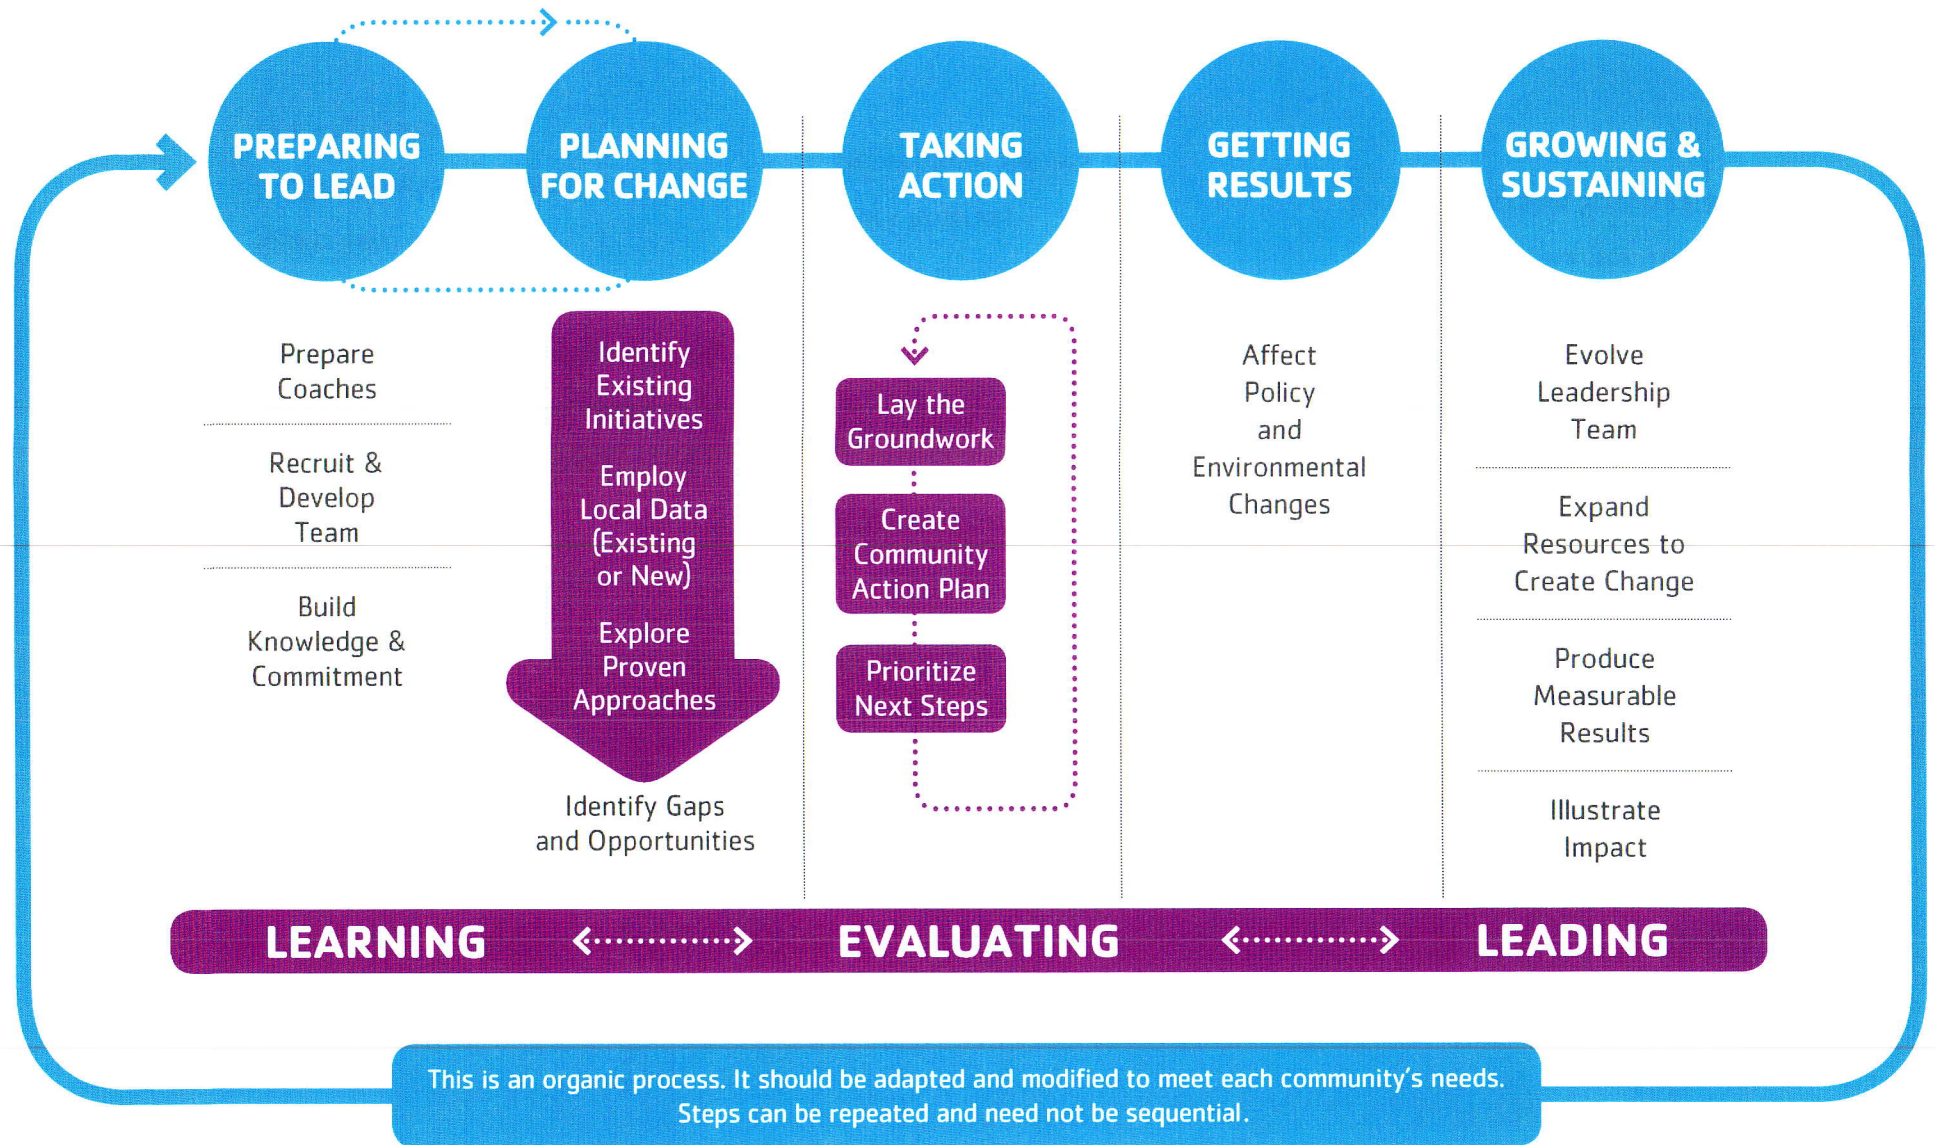 PREPARING
TO LEAD
PLANNING
FOR CHANGE
TAKING
ACTION
GETTING
RESULTS
GROWING &
SUSTAINING
Prepare
Coaches
Recruit &
Develop
Team
Build
Knowledge &
Commitment
Identify
Existing
Initiatives
Employ
Local Data
(Existing
or New)
Explore
Proven
Approaches
Identify Gaps
and Opportunities
Lay the
Groundwork
Create
Community
Action Plan
Prioritize
Next Steps
Affect
Policy
and
Environmental
Changes
Evolve
Leadership
Team
Expand
Resources to
Create Change
Produce
Measurable
Results
Illustrate
Impact
LEARNING
EVALUATING
LEADING
This is an organic process. It should be adapted and modified to meet each community's needs.
Steps can be repeated and need not be sequential.